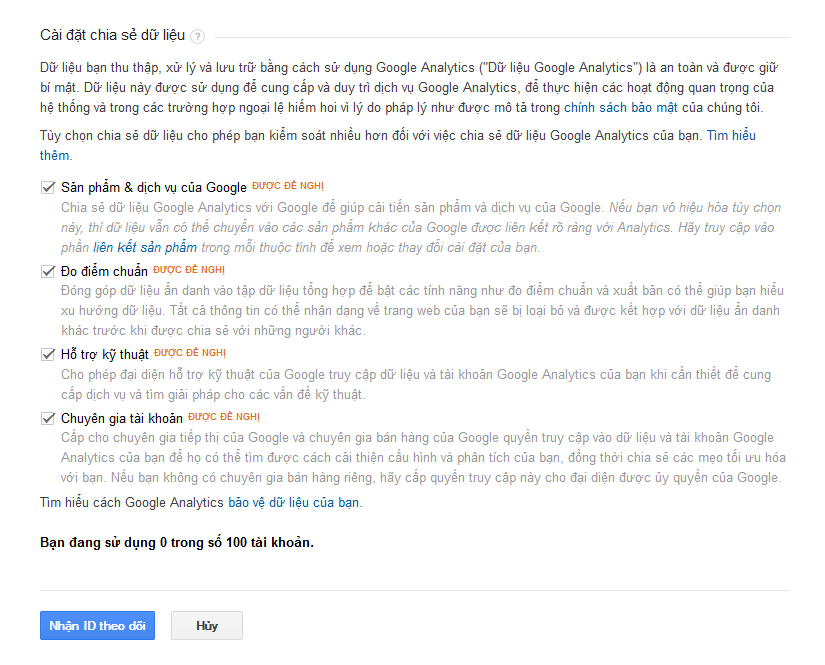 Cài đặt chia sẻ dữ liệu ?
Dữ liệu bạn thu thập, xử lý và lưu trữ bằng cách sử dụng Google Analytics ("Dữ liệu Google Analytics") là an toàn và được giữ
bí mật. Dữ liệu này được sử dụng để cung cấp và duy trì dịch vụ Google Analytics, để thực hiện các hoạt động quan trọng của
hệ thống và trong các trường hợp ngoại lệ hiếm hoi vì lý do pháp lý như được mô tả trong chính sách bảo mật của chúng tôi.
Tùy chọn chia sẻ dữ liệu cho phép bạn kiểm soát nhiều hơn đối với việc chia sẻ dữ liệu Google Analytics của bạn. Tìm hiểu
thêm.
Sản phẩm & dịch vụ của Google ĐƯỢC ĐỀ NGHỊ
Chia sẻ dữ liệu Google Analytics với Google để giúp cải tiến sản phẩm và dịch vụ của Google. Nếu bạn vô hiệu hóa tùy chọn
này, thì dữ liệu vẫn có thể chuyển vào các sản phẩm khác của Google được liên kết rõ ràng với Analytics. Hãy truy cập vào
phần liên kết sản phẩm trong mỗi thuộc tính để xem hoặc thay đổi cài đặt của bạn.
Đo điểm chuẩn ĐƯỢC ĐỀ NGHỊ
Đóng góp dữ liệu ẩn danh vào tập dữ liệu tổng hợp để bật các tính năng như đo điểm chuẩn và xuất bản có thể giúp bạn hiểu
xu hướng dữ liệu. Tất cả thông tin có thể nhận dạng về trang web của bạn sẽ bị loại bỏ và được kết hợp với dữ liệu ẩn danh
khác trước khi được chia sẻ với những người khác.
Hỗ trợ kỹ thuật ĐƯỢC ĐỀ NGHỊ
Cho phép đại diện hỗ trợ kỹ thuật của Google truy cập dữ liệu và tài khoản Google Analytics của bạn khi cần thiết để cung
cấp dịch vụ và tìm giải pháp cho các vấn đề kỹ thuật.
Chuyên gia tài khoản ĐƯỢC ĐỀ NGHỊ
Cấp cho chuyên gia tiếp thị của Google và chuyên gia bán hàng của Google quyền truy cập vào dữ liệu và tài khoản Google
Analytics của bạn để họ có thể tìm được cách cải thiện cấu hình và phân tích của bạn, đồng thời chia sẻ các mẹo tối ưu hóa
với bạn. Nếu bạn không có chuyên gia bán hàng riêng, hãy cấp quyền truy cập này cho đại diện được ủy quyền của Google.
Tìm hiểu cách Google Analytics bảo vệ dữ liệu của bạn.
Bạn đang sử dụng 0 trong số 100 tài khoản.
Nhận ID theo dõi Hủy